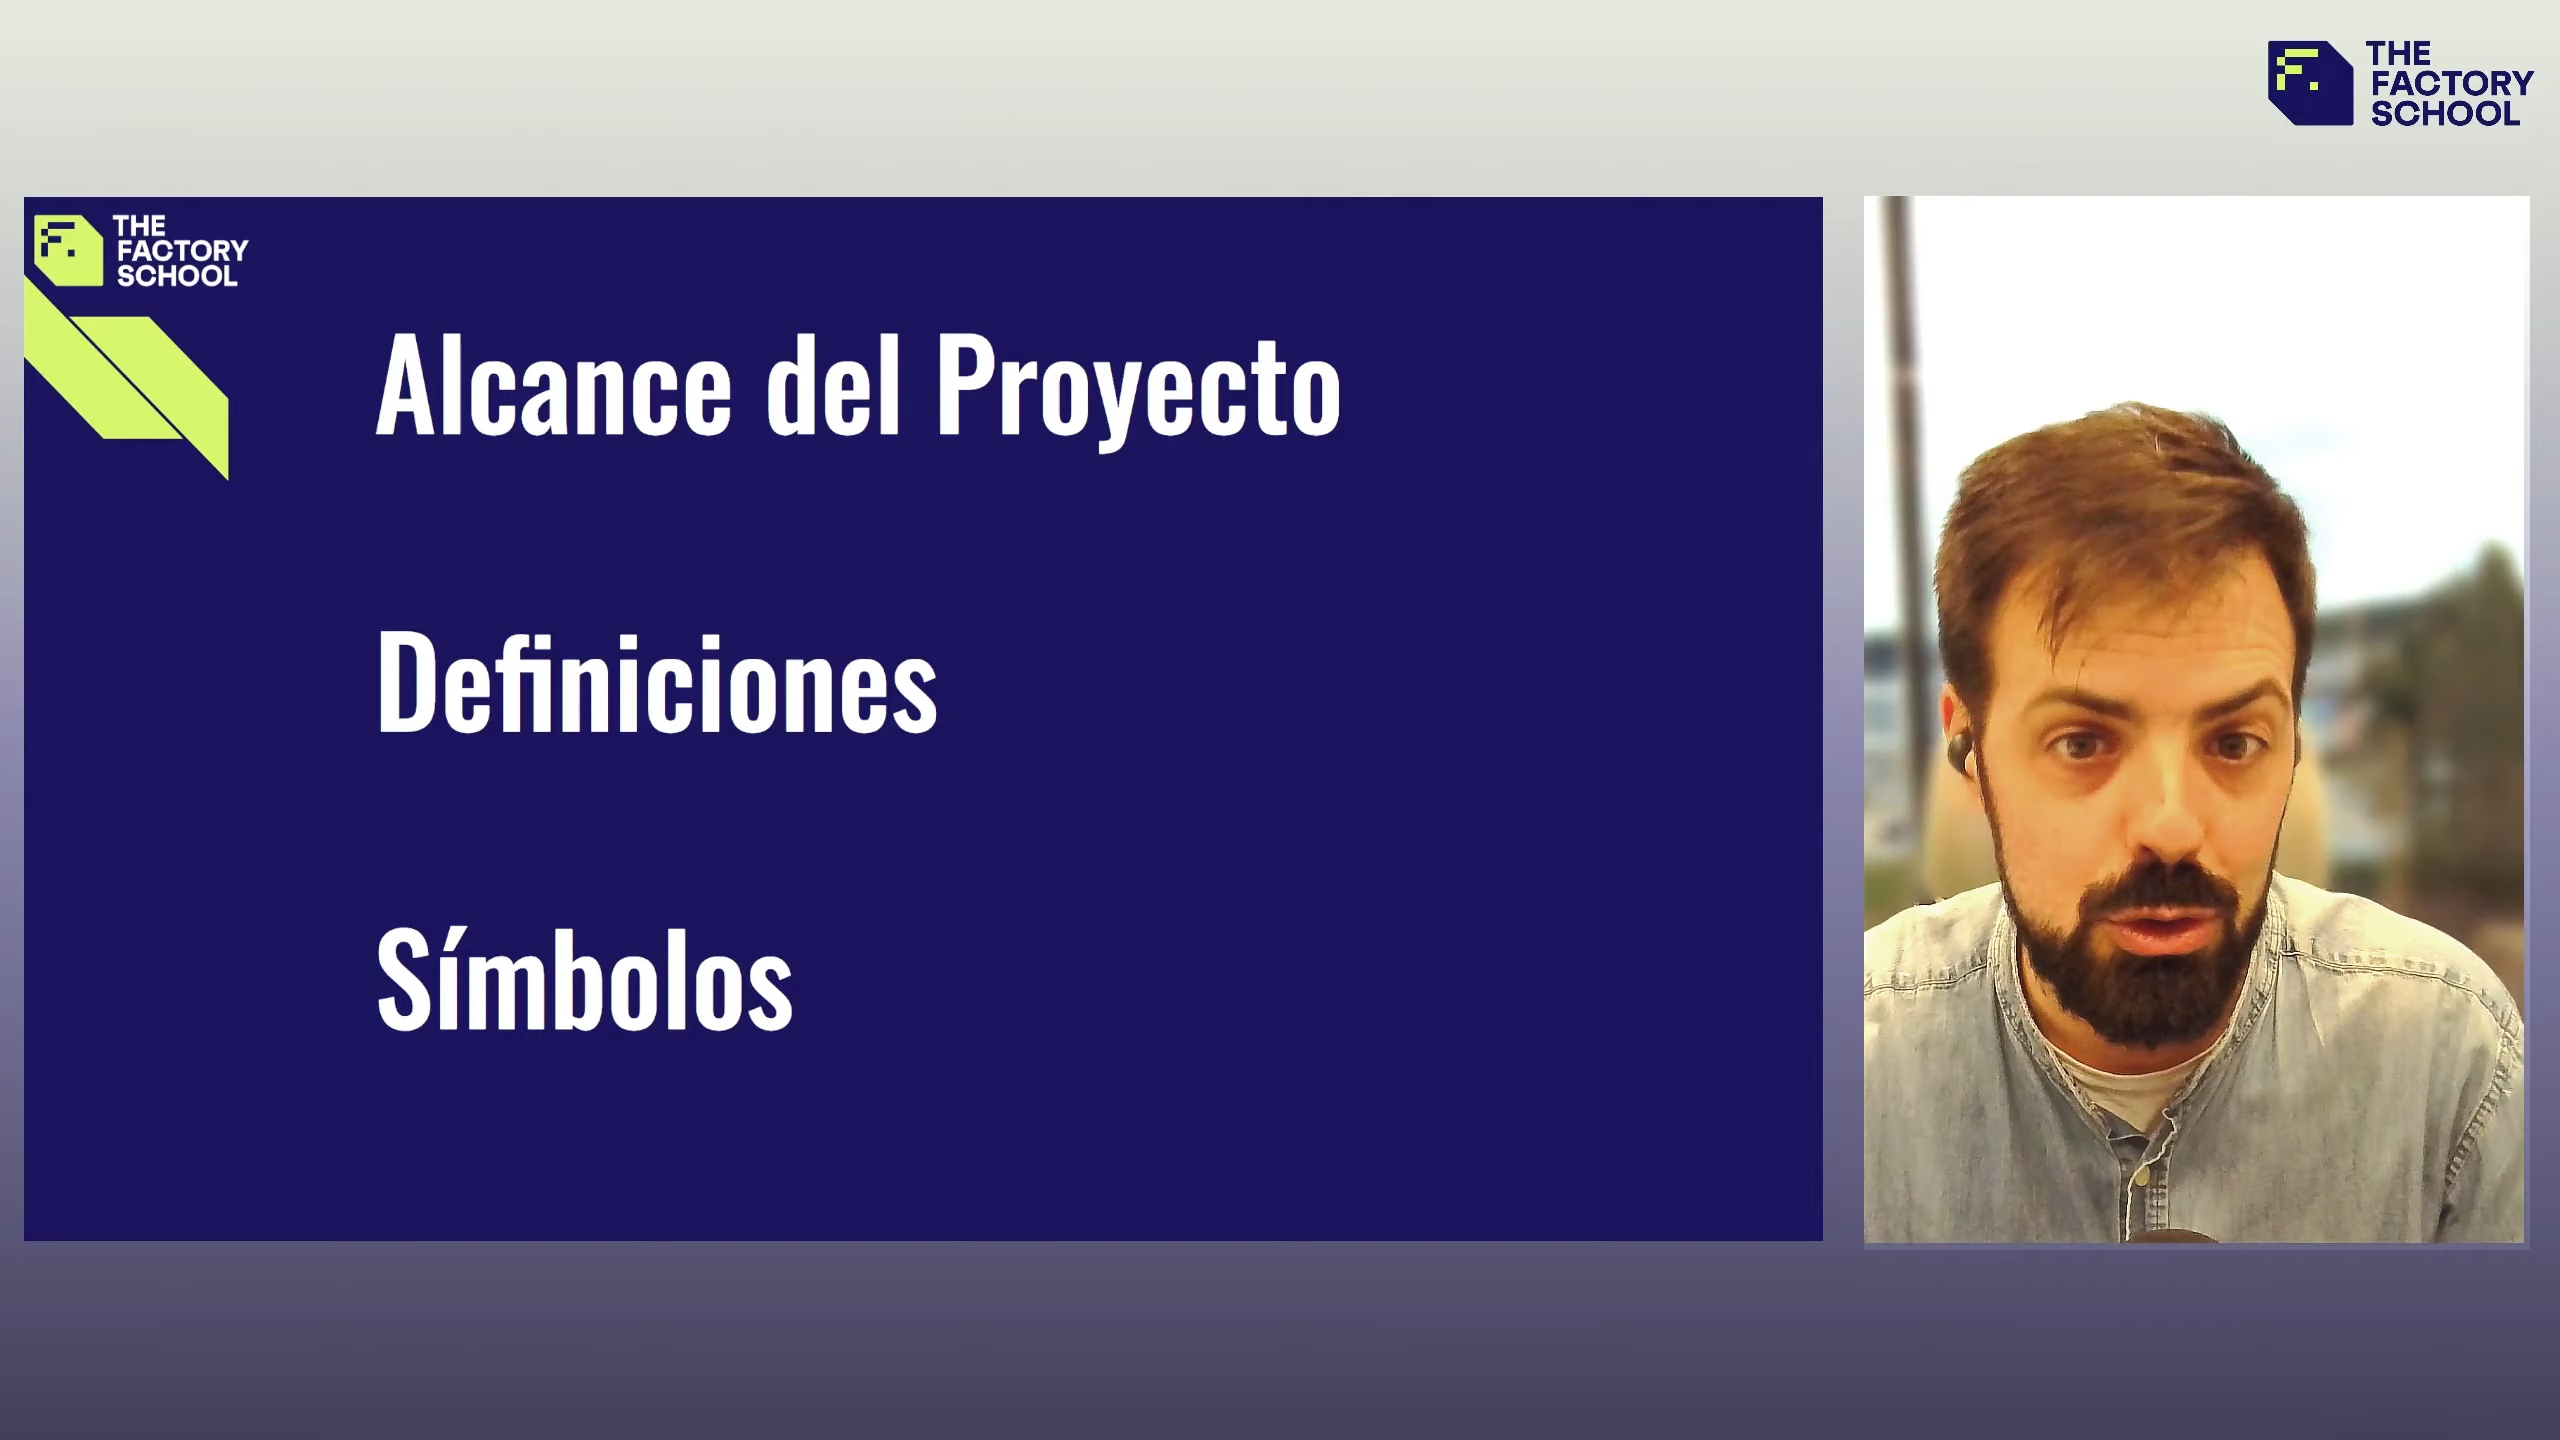 THE
FACTORY
SCHOOL
F.
THE
FACTORY
SCHOOL
F.
Alcance del Proyecto
Definiciones
Símbolos